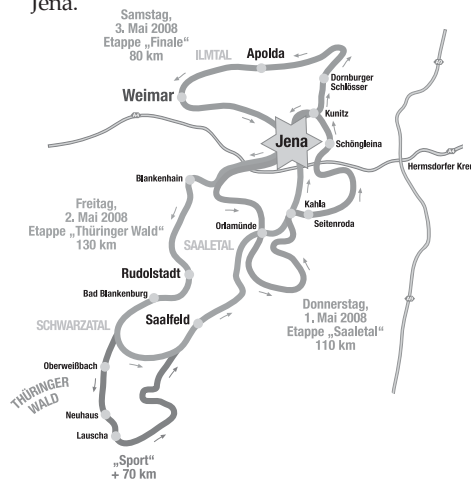 Jena.
Samstag,
3. Mai 2008
Etappe „Finale“
80 km
ILMTAL
Apolda
Dornburger
Schlösser
Weimar
Kunitz
Jena
Schöngleina
Hermsdorfer Kreu
Blankenhain
Kahla
Seitenroda
Orlamünde
Freitag,
2. Mai 2008
Etappe „Thüringer Wald“
130 km
SAALETAL
Rudolstadt
Bad Blankenburg
Saalfeld
Donnerstag,
1. Mai 2008
Etappe „Saaletal“
110 km
SCHWARZATAL
Oberweißbach
THÜRINGER
WALD
Neuhaus
Lauscha
„Sport“
+ 70 km